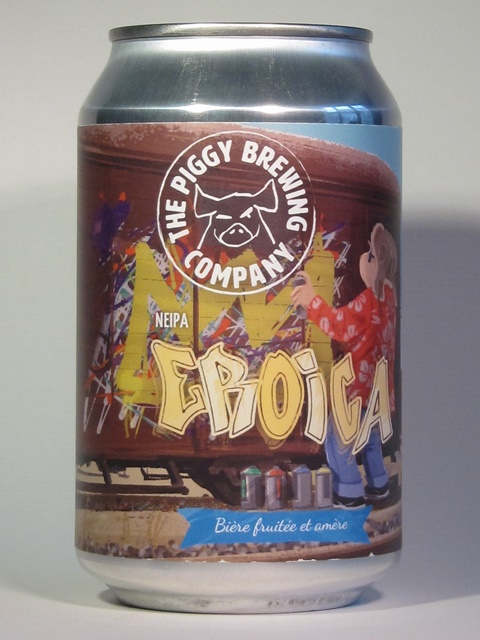 THE PIGGY BREWING
COMPANY
NEIPA
EROiCA
Bière fruitée et amère